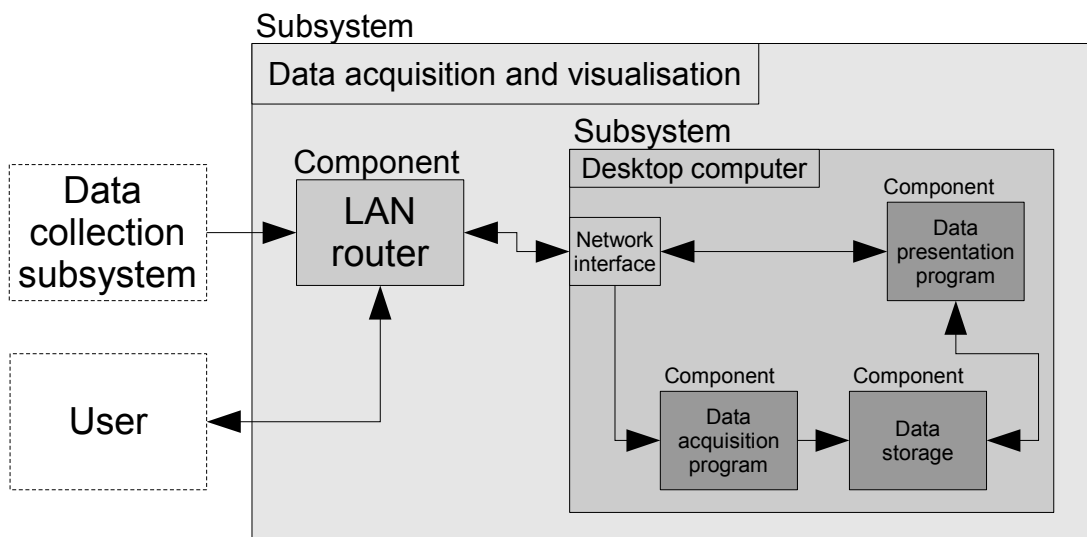 Subsystem
Data acquisition and visualisation
Subsystem
Desktop computer
Component
LAN
router
Data
collection
subsystem
Network
interface
Component
Data
presentation
program
User
Component
Data
acquisition
program
Component
Data
storage